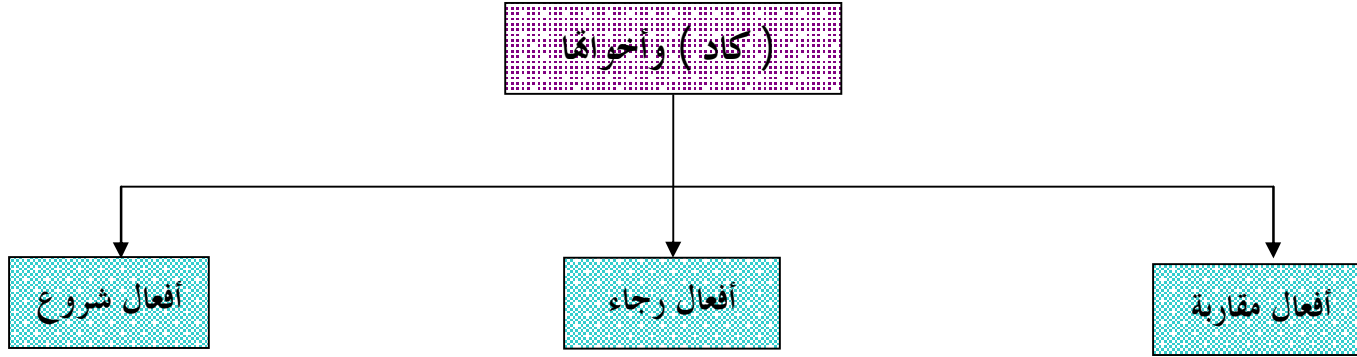 ( كاد ) وأخواتها
أفعال مقاربة
أفعال رجاء
أفعال شروع